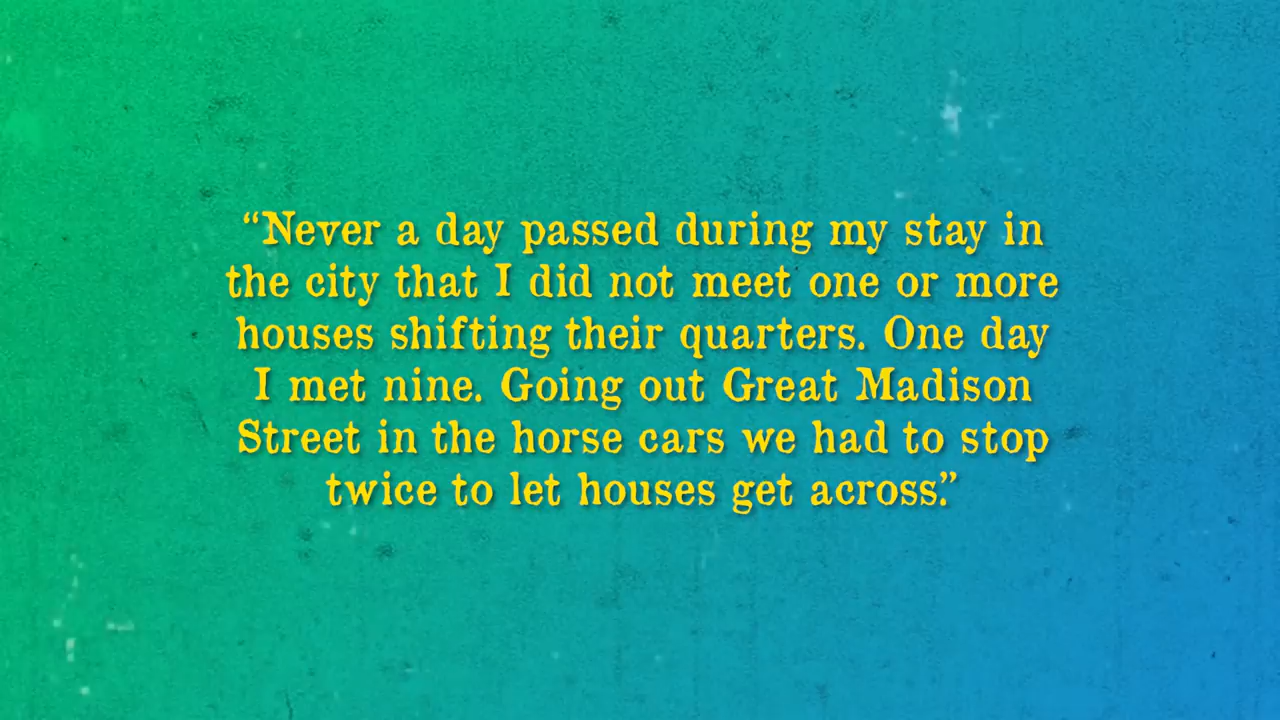 “Never a day passed during my stay in
the city that I did not meet one or more
houses shifting their quarters. One day
I met nine. Going out Great Madison
Street in the horse cars we had to stop
twice to let houses get across.”